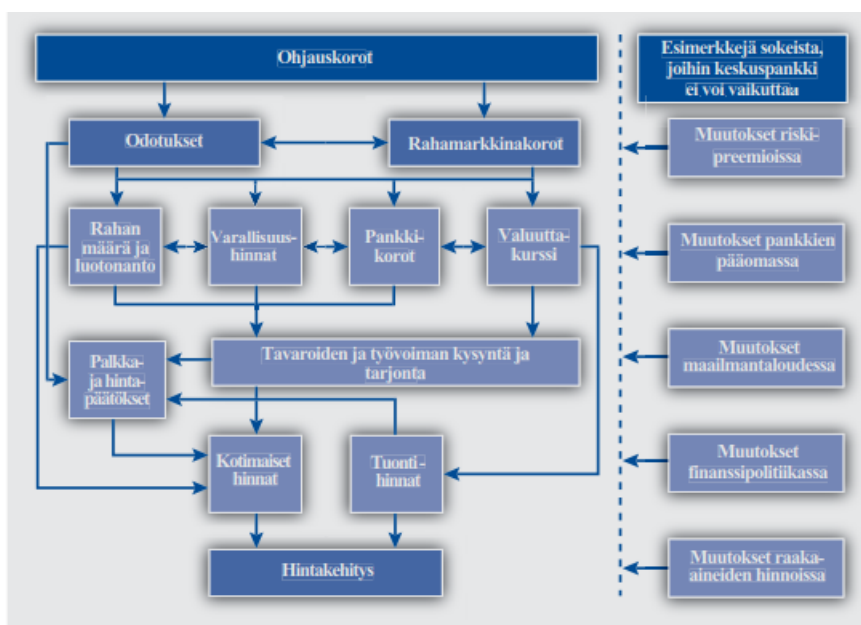 Ohjauskorot
Esimerkkejä sokeista,
joihin keskuspankki
ei voi vaikuttaa
Odotukset
Rahamarkkinakorot
Muutokset riski-
preemioissa
Rahan
määrä ja
luotonanto
Varallisuus-
hinnat
Pankki-
korot
Valuutta-
kurssi
Muutokset pankkien
pääomassa
Palkka-
ja hinta-
päätökset
Tavaroiden ja työvoiman kysyntä ja
tarjonta
Muutokset
maailmantaloudessa
Kotimaiset
hinnat
Tuonti-
hinnat
Muutokset
finanssipolitiikassa
Hintakehitys
Muutokset raaka-
aineiden hinnoissa